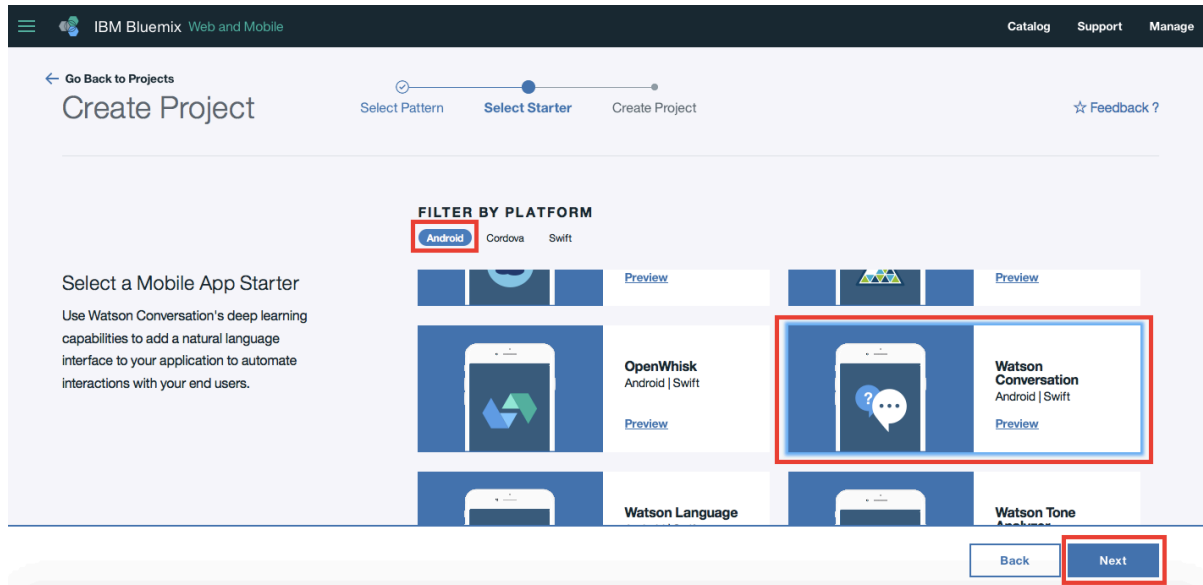 IBM Bluemix Web and Mobile
Catalog Support Manage
Go Back to Projects
Create Project
Select Pattern Select Starter Create Project
Feedback ?
FILTER BY PLATFORM
Android Cordova Swift
Select a Mobile App Starter
Use Watson Conversation's deep learning
capabilities to add a natural language
interface to your application to automate
interactions with your end users.
Preview
Preview
OpenWhisk
Android | Swift
Preview
?
Watson
Conversation
Android | Swift
Preview
Watson Language
Watson Tone
Analyzer
Back Next